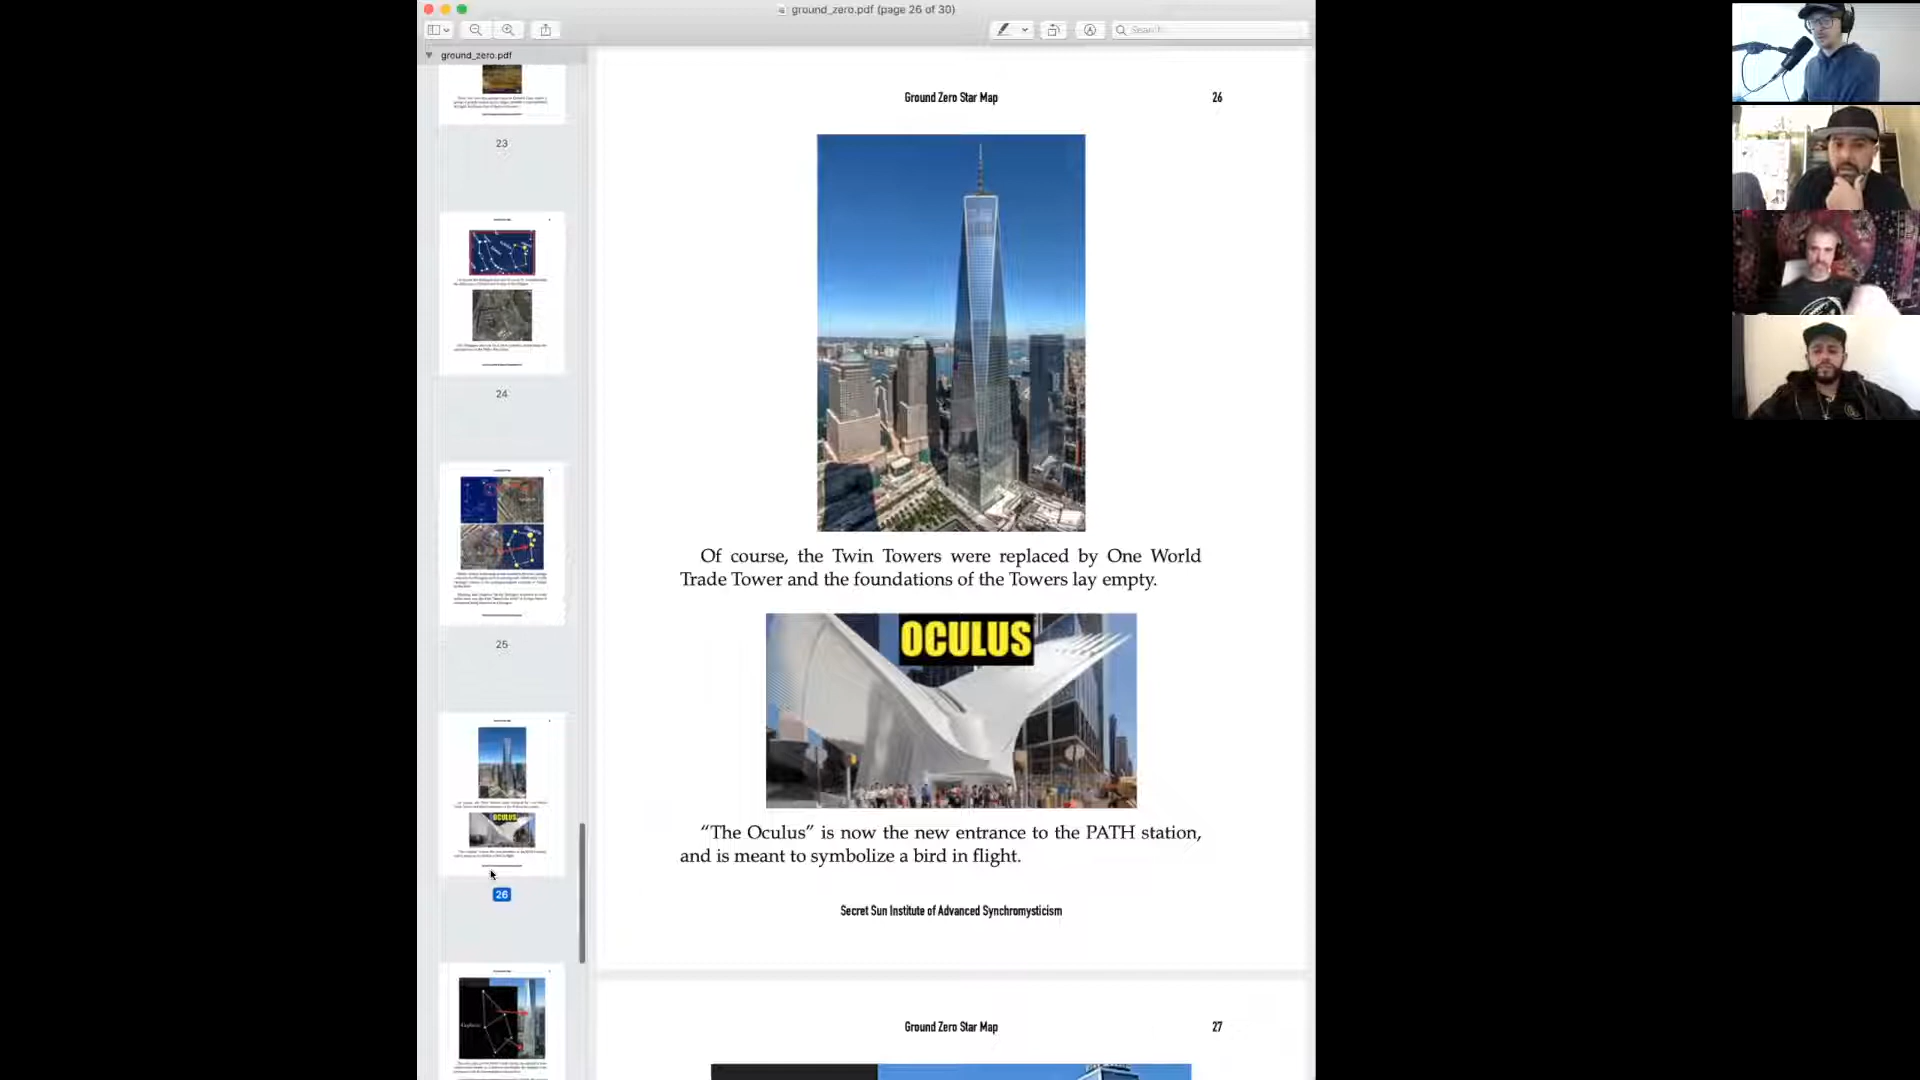 ground_zero.pdf (page 26 of 30)
Search
ground_zero.pdf
23
24
25
26
Ground Zero Star Map 26
Of course, the Twin Towers were replaced by One World
Trade Tower and the foundations of the Towers lay empty.
OCULUS
“The Oculus” is now the new entrance to the PATH station,
and is meant to symbolize a bird in flight.
Secret Sun Institute of Advanced Synchromysticism
Ground Zero Star Map 27